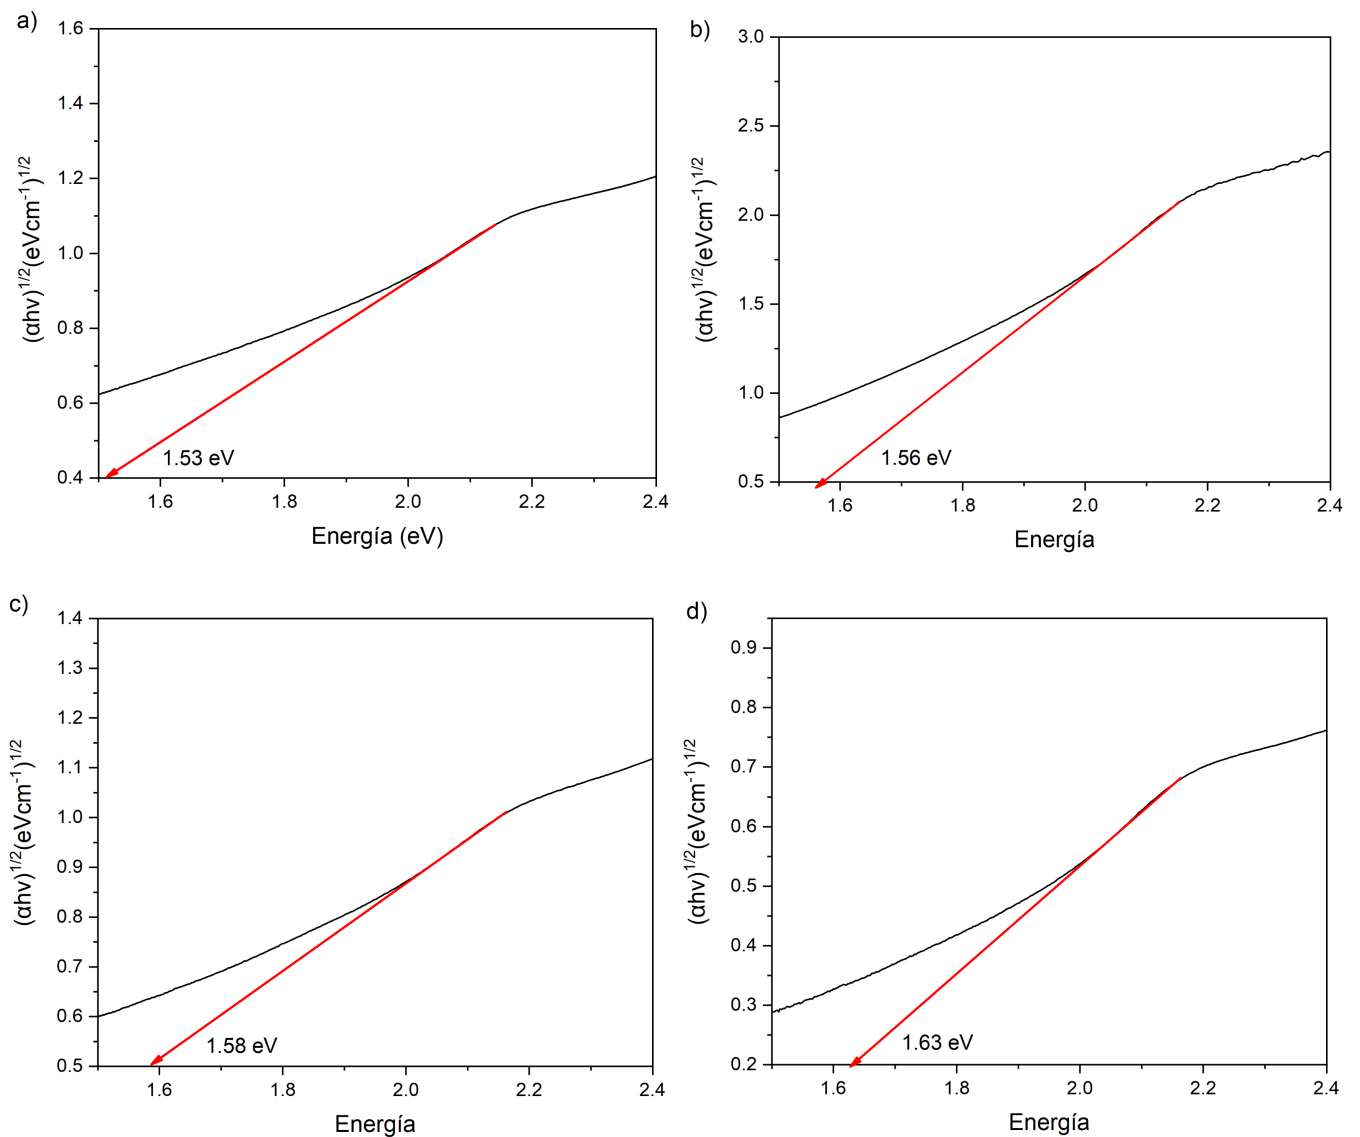 a)
1.6
1.4
1.2
1.0
0.8
0.6
0.4
1.6 1.8 2.0 2.2 2.4
(αhv)1/2(eVcm-1)1/2
1.53 eV
Energía (eV)
b)
3.0
2.5
2.0
1.5
1.0
0.5
1.6 1.8 2.0 2.2 2.4
(αhv)1/2(eVcm-1)1/2
1.56 eV
Energía
c)
1.4
1.3
1.2
1.1
1.0
0.9
0.8
0.7
0.6
0.5
1.6 1.8 2.0 2.2 2.4
(αhv)1/2(eVcm-1)1/2
1.58 eV
Energía
d)
0.9
0.8
0.7
0.6
0.5
0.4
0.3
0.2
1.6 1.8 2.0 2.2 2.4
(αhv)1/2(eVcm-1)1/2
1.63 eV
Energía